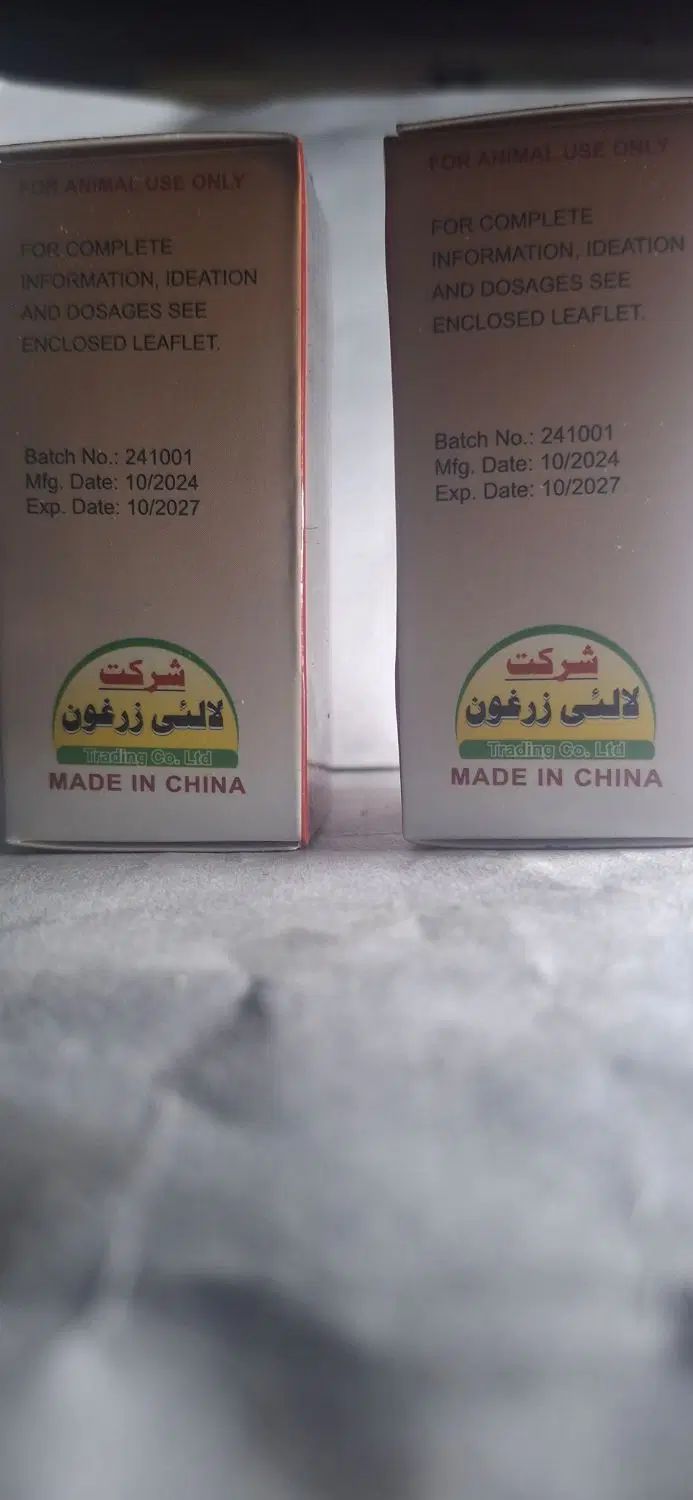 FOR ANIMAL USE ONLY
FOR COMPLETE
INFORMATION, IDEATION
AND DOSAGES SEE
ENCLOSED LEAFLET.
Batch No.: 241001
Mfg. Date: 10/2024
Exp. Date: 10/2027
شرکت
لالئی زرغون
Trading Co. Ltd
MADE IN CHINA
FOR ANIMAL USE ONLY
FOR COMPLETE
INFORMATION, IDEATION
AND DOSAGES SEE
ENCLOSED LEAFLET.
Batch No.: 241001
Mfg. Date: 10/2024
Exp. Date: 10/2027
شرکت
لالئی زرغون
Trading Co. Ltd
MADE IN CHINA